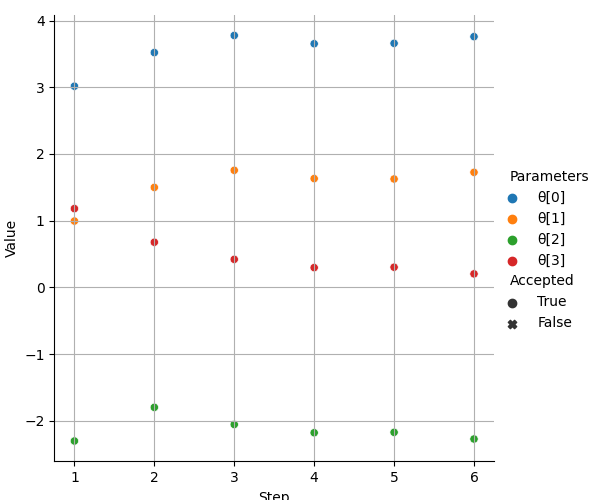 4
3
2
1
0
−1
−2
Value
1 2 3 4 5 6
Step
Parameters
θ[0]
θ[1]
θ[2]
θ[3]
Accepted
True
False